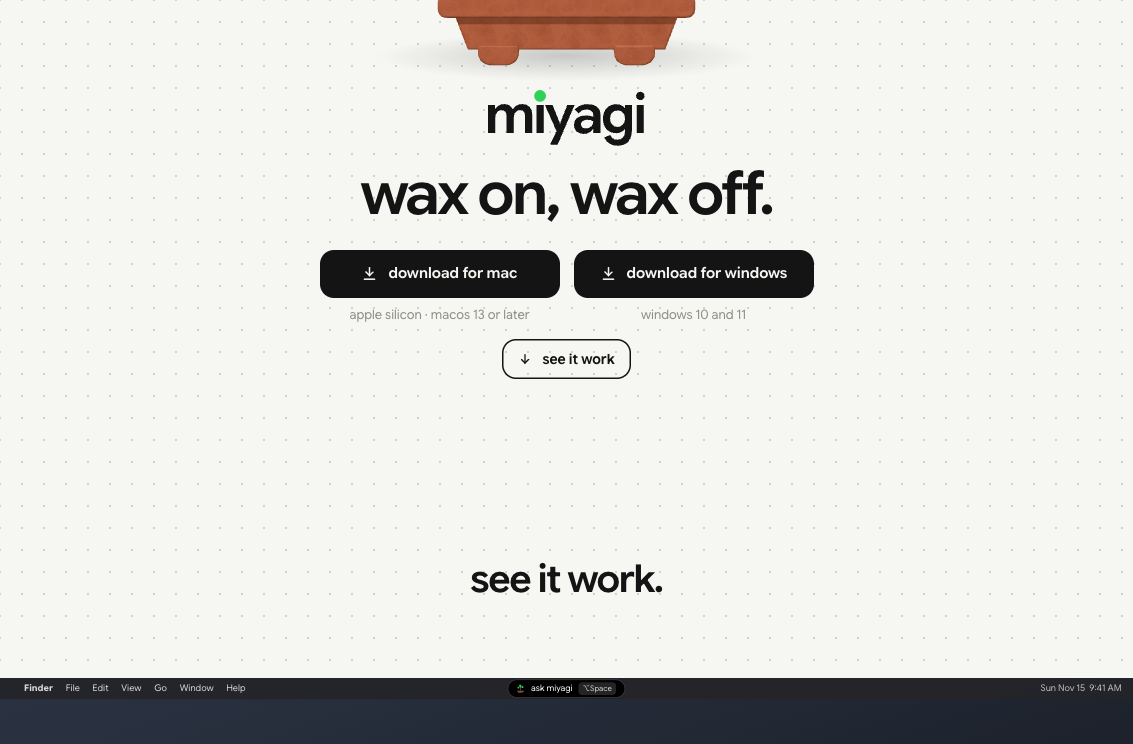 miyagi
wax on, wax off.
download for mac
download for windows
apple silicon · macos 13 or later
windows 10 and 11
see it work
see it work.
Finder File Edit View Go Window Help
ask miyagi ⌥Space
Sun Nov 15 9:41 AM